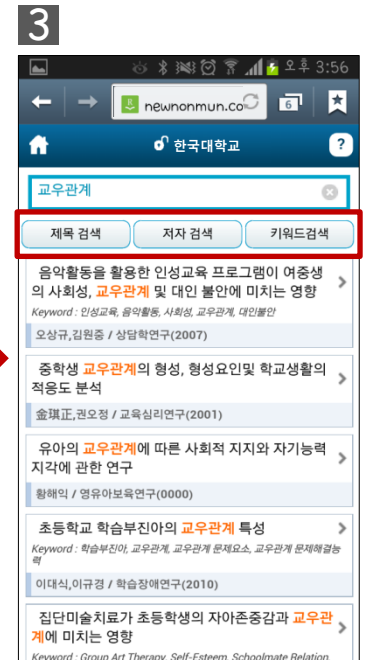 3
오후 3:56
newnonmun.co
6
한국대학교
?
교우관계
제목 검색 저자 검색 키워드검색
음악활동을 활용한 인성교육 프로그램이 여중생
의 사회성, 교우관계 및 대인 불안에 미치는 영향
Keyword : 인성교육, 음악활동, 사회성, 교우관계, 대인불안
오상규,김원중 / 상담학연구(2007)
중학생 교우관계의 형성, 형성요인및 학교생활의
적응도 분석
金琪正,권오정 / 교육심리연구(2001)
유아의 교우관계에 따른 사회적 지지와 자기능력
지각에 관한 연구
황해익 / 영유아보육연구(0000)
초등학교 학습부진아의 교우관계 특성
Keyword : 학습부진아, 교우관계, 교우관계 문제요소, 교우관계 문제해결능
력
이대식,이규경 / 학습장애연구(2010)
집단미술치료가 초등학생의 자아존중감과 교우관
계에 미치는 영향
Keyword : Group Art Therapy, Self-Esteem, Schoolmate Relation,